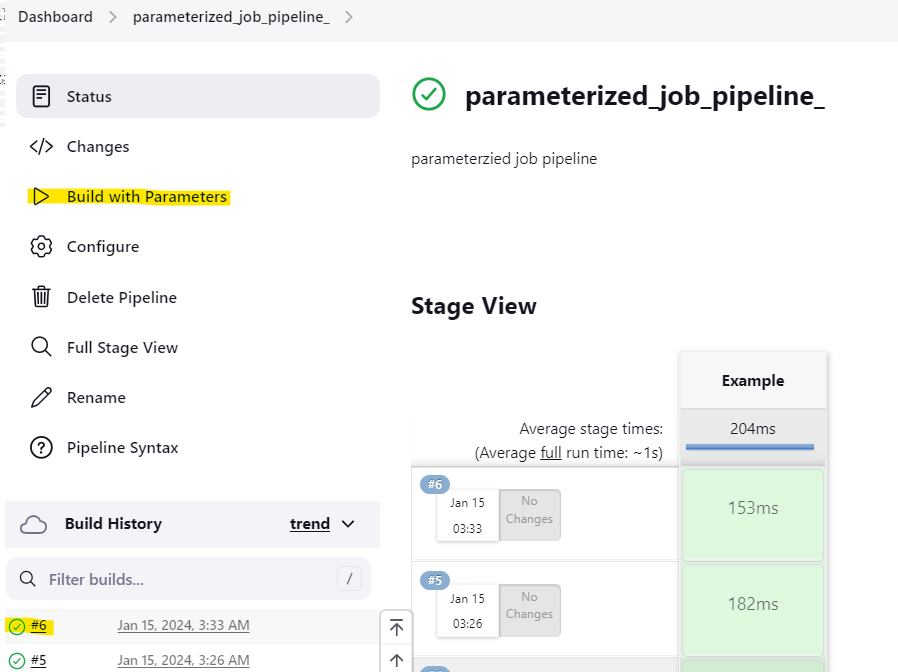 Dashboard > parameterized_job_pipeline_ >
Status
Changes
Build with Parameters
Configure
Delete Pipeline
Full Stage View
Rename
Pipeline Syntax
Build History trend
Filter builds... /
#6 Jan 15, 2024, 3:33 AM
#5 Jan 15, 2024, 3:26 AM
parameterized_job_pipeline_
parameterzied job pipeline
Stage View
Example
Average stage times:
(Average full run time: ~1s)
204ms
#6
Jan 15
03:33
No
Changes
153ms
#5
Jan 15
03:26
No
Changes
182ms